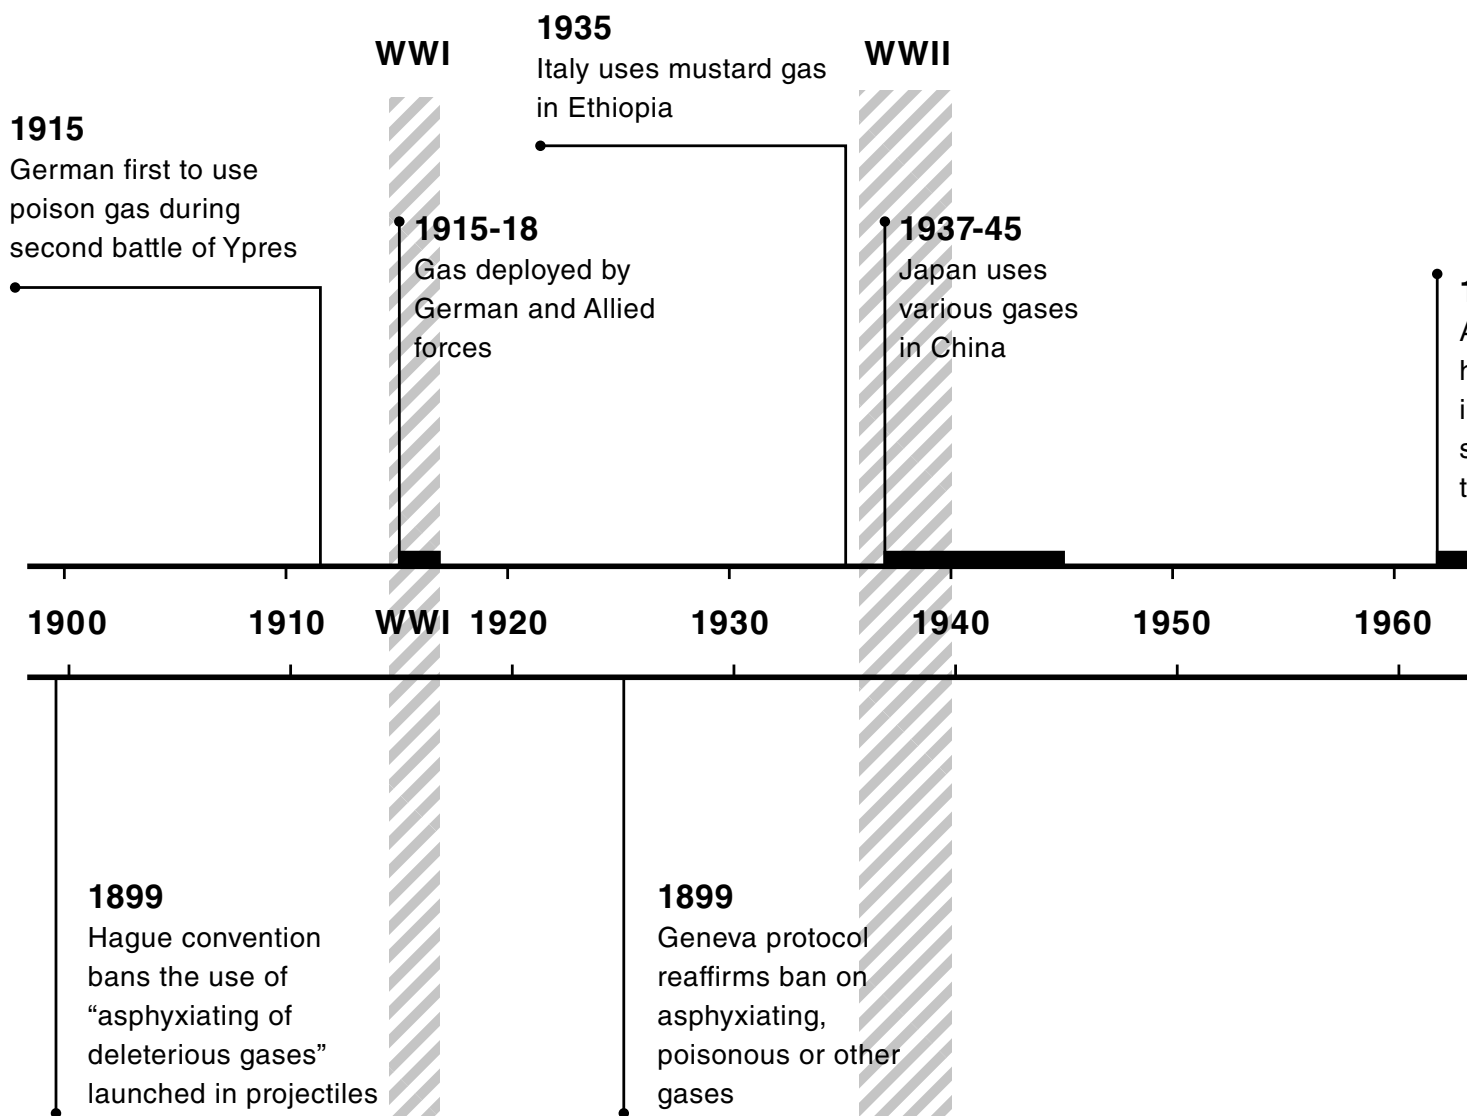 WWI
1935
Italy uses mustard gas
in Ethiopia
WWII
1915
German first to use
poison gas during
second battle of Ypres
1915-18
Gas deployed by
German and Allied
forces
1937-45
Japan uses
various gases
in China
1900
1910
WWI
1920
1930
1940
1950
1960
1899
Hague convention
bans the use of
“asphyxiating of
deleterious gases”
launched in projectiles
1899
Geneva protocol
reaffirms ban on
asphyxiating,
poisonous or other
gases